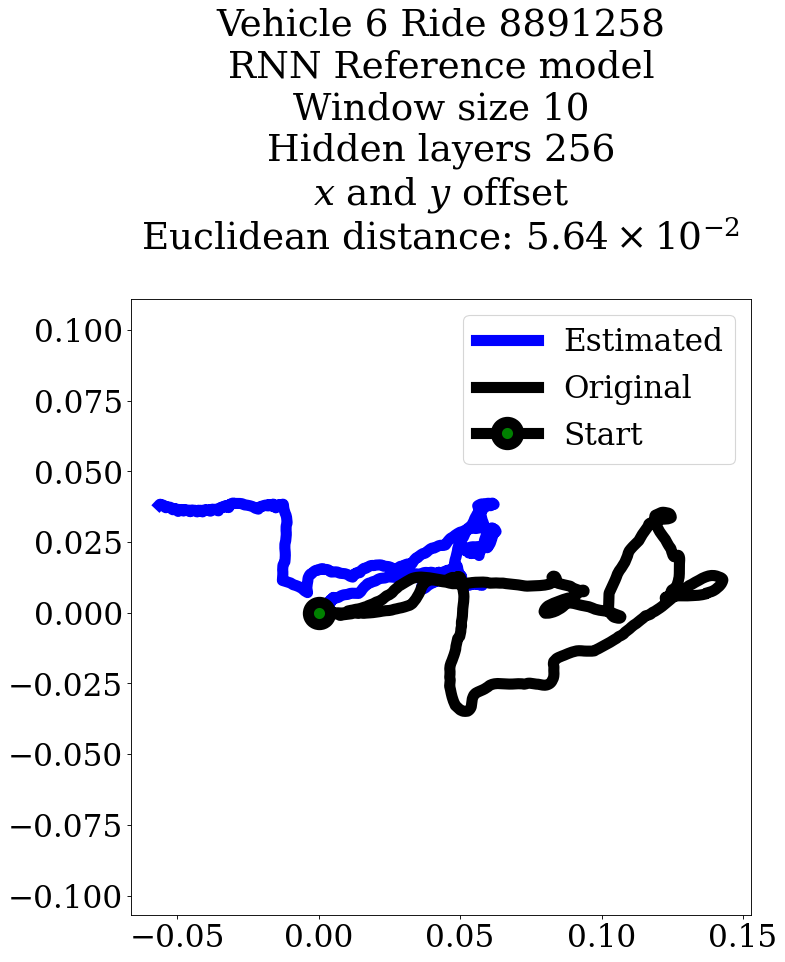 Vehicle 6 Ride 8891258
RNN Reference model
Window size 10
Hidden layers 256
x and y offset
Euclidean distance: 5.64 × 10⁻²
Estimated
Original
Start
0.100
0.075
0.050
0.025
0.000
−0.025
−0.050
−0.075
−0.100
−0.05 0.00 0.05 0.10 0.15